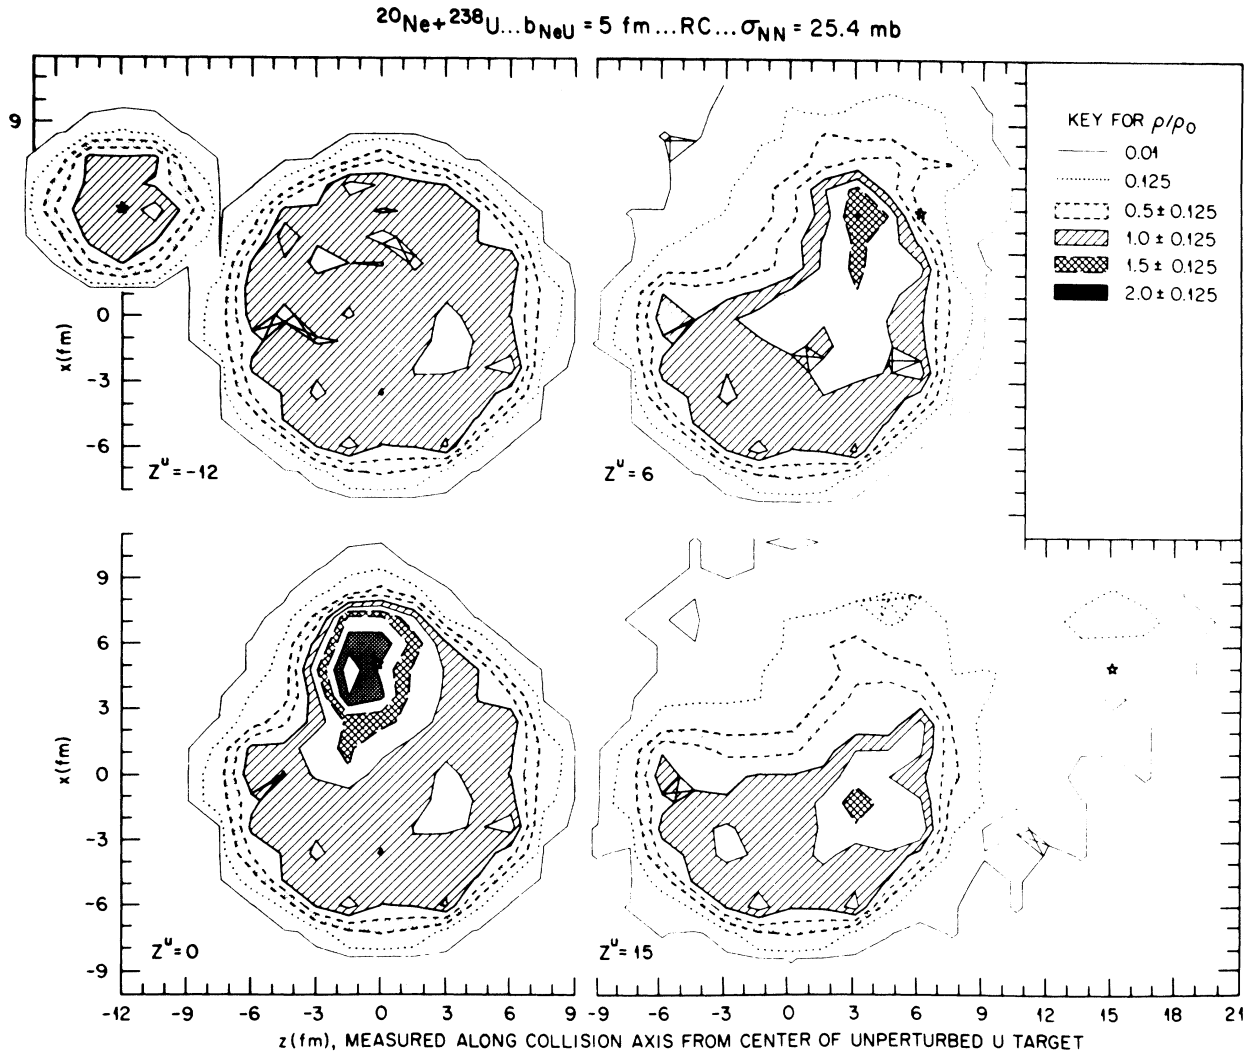 ²⁰Ne+²³⁸U...b_NeU = 5 fm...RC...σ_NN = 25.4 mb
KEY FOR ρ/ρ₀
0.01
0.125
0.5 ± 0.125
1.0 ± 0.125
1.5 ± 0.125
2.0 ± 0.125
9
0
-3
-6
x(fm)
Zᵘ = -12
Zᵘ = 6
9
6
3
0
-3
-6
-9
x(fm)
Zᵘ = 0
Zᵘ = 15
-12 -9 -6 -3 0 3 6 9 -9 -6 -3 0 3 6 9 12 15 18 21
z(fm), MEASURED ALONG COLLISION AXIS FROM CENTER OF UNPERTURBED U TARGET